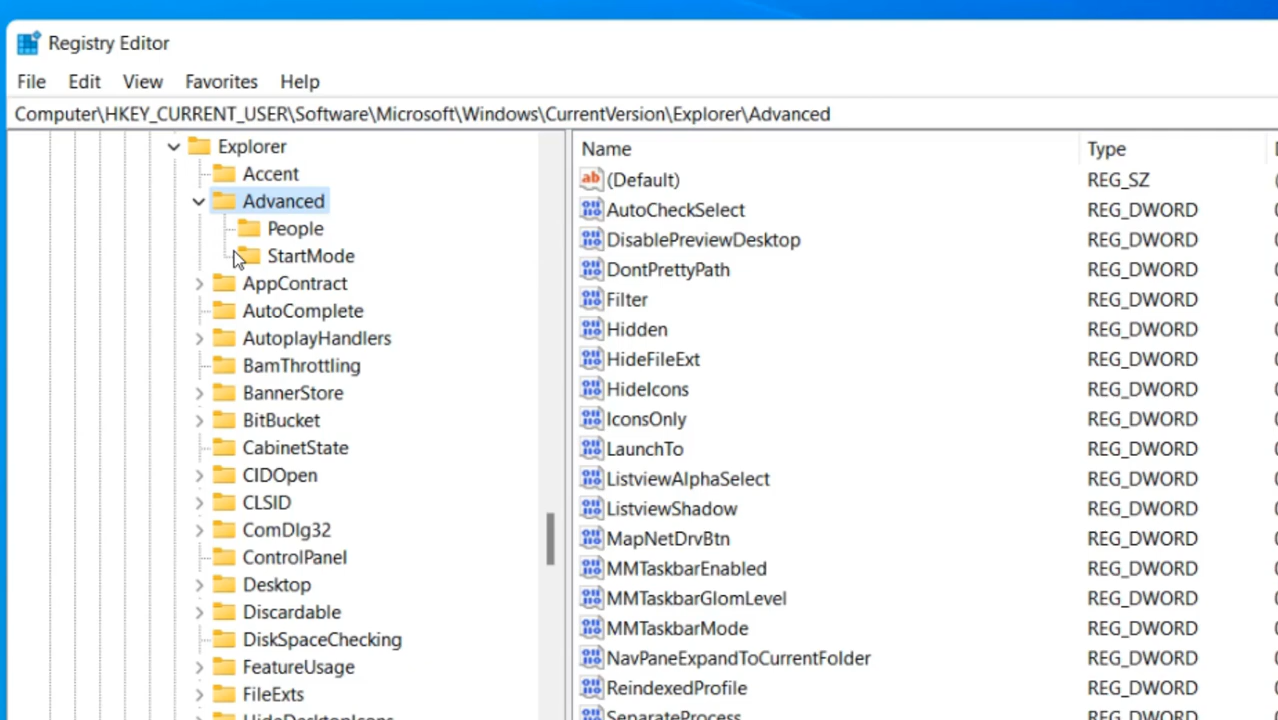 Registry Editor
File Edit View Favorites Help
Computer\HKEY_CURRENT_USER\Software\Microsoft\Windows\CurrentVersion\Explorer\Advanced
Explorer
Accent
Advanced
People
StartMode
AppContract
AutoComplete
AutoplayHandlers
BamThrottling
BannerStore
BitBucket
CabinetState
CIDOpen
CLSID
ComDlg32
ControlPanel
Desktop
Discardable
DiskSpaceChecking
FeatureUsage
FileExts
HideDesktopIcons
Name Type
(Default) REG_SZ
AutoCheckSelect REG_DWORD
DisablePreviewDesktop REG_DWORD
DontPrettyPath REG_DWORD
Filter REG_DWORD
Hidden REG_DWORD
HideFileExt REG_DWORD
HideIcons REG_DWORD
IconsOnly REG_DWORD
LaunchTo REG_DWORD
ListviewAlphaSelect REG_DWORD
ListviewShadow REG_DWORD
MapNetDrvBtn REG_DWORD
MMTaskbarEnabled REG_DWORD
MMTaskbarGlomLevel REG_DWORD
MMTaskbarMode REG_DWORD
NavPaneExpandToCurrentFolder REG_DWORD
ReindexedProfile REG_DWORD
SeparateProcess REG_DWORD